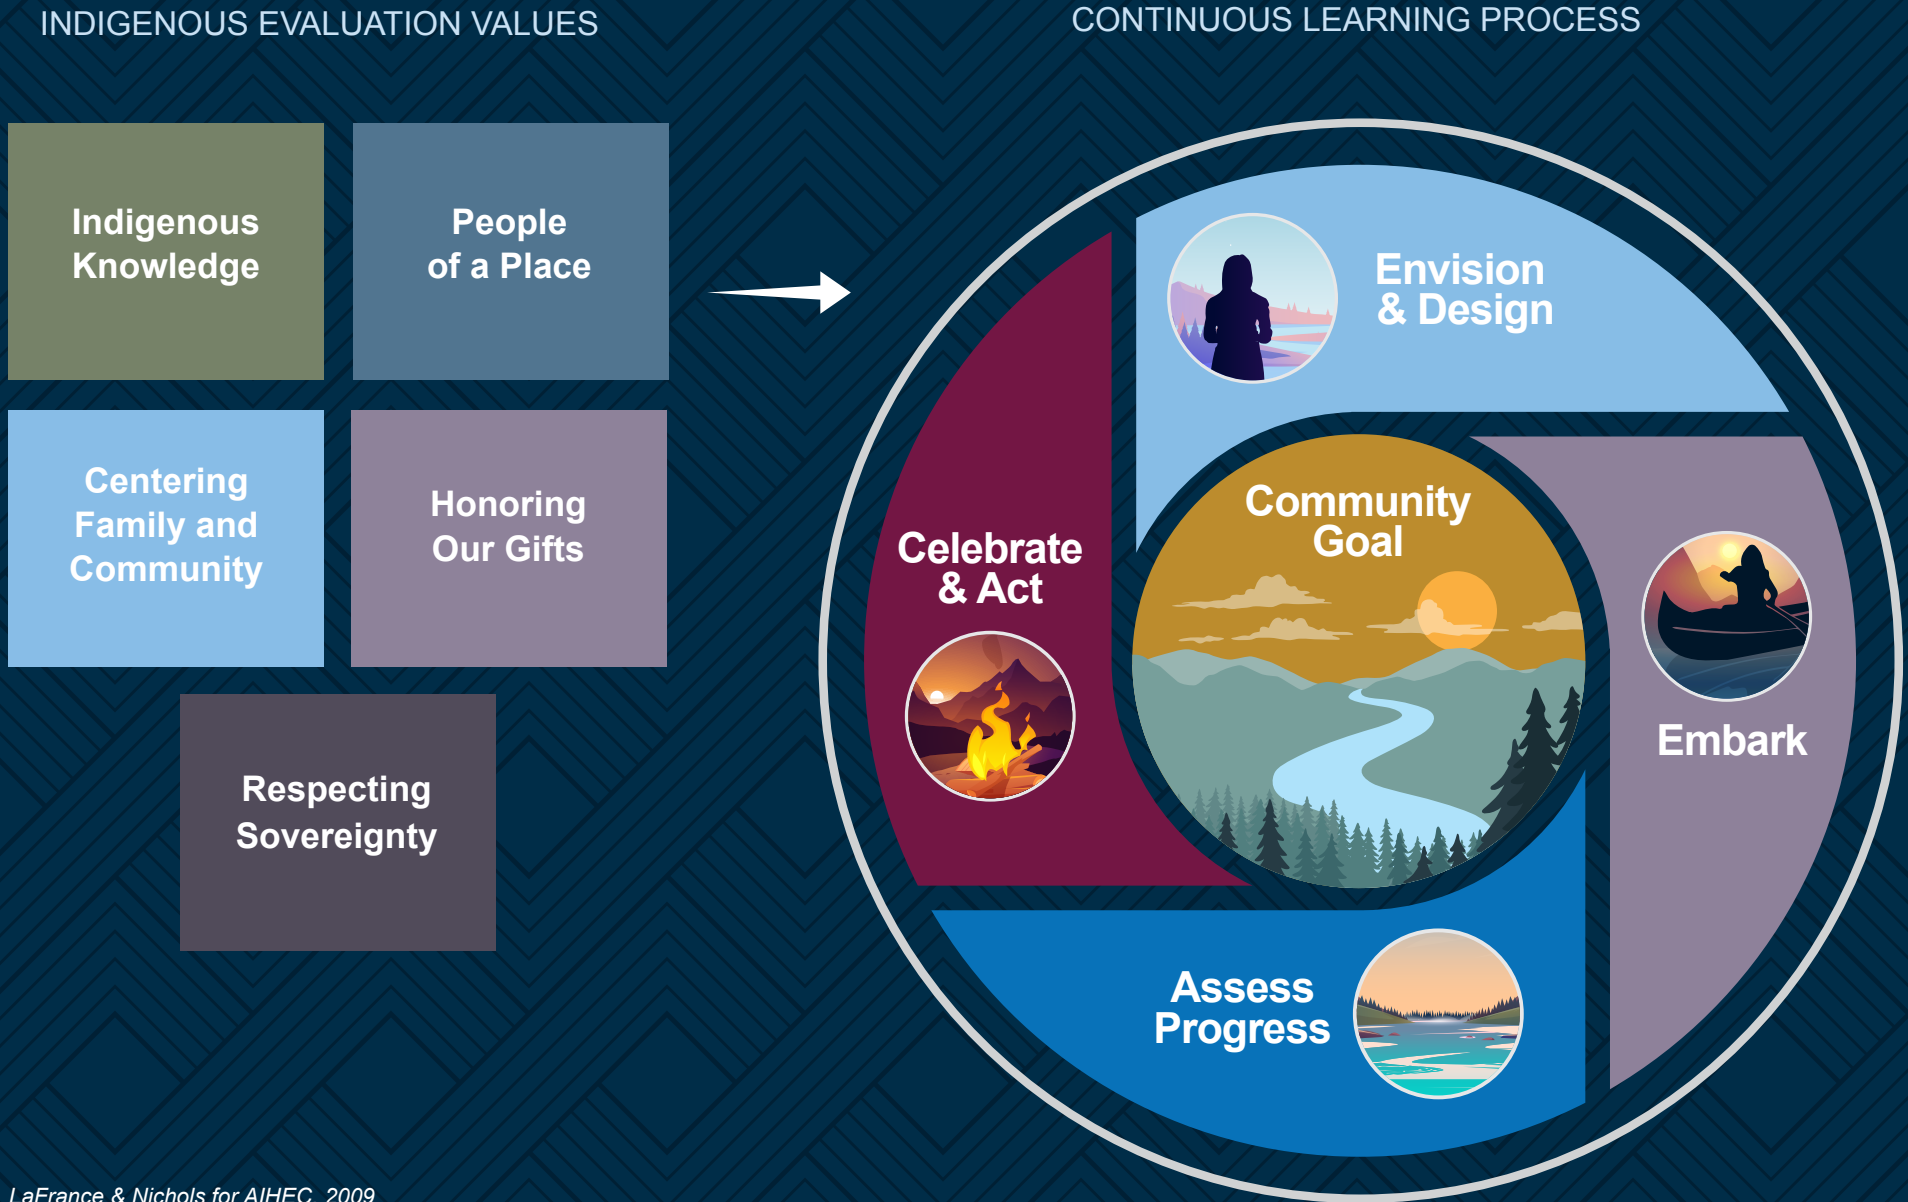 INDIGENOUS EVALUATION VALUES
Indigenous
Knowledge
People
of a Place
Centering
Family and
Community
Honoring
Our Gifts
Respecting
Sovereignty
LaFrance & Nichols for AIHEC, 2009
CONTINUOUS LEARNING PROCESS
Envision
& Design
Embark
Assess
Progress
Celebrate
& Act
Community
Goal